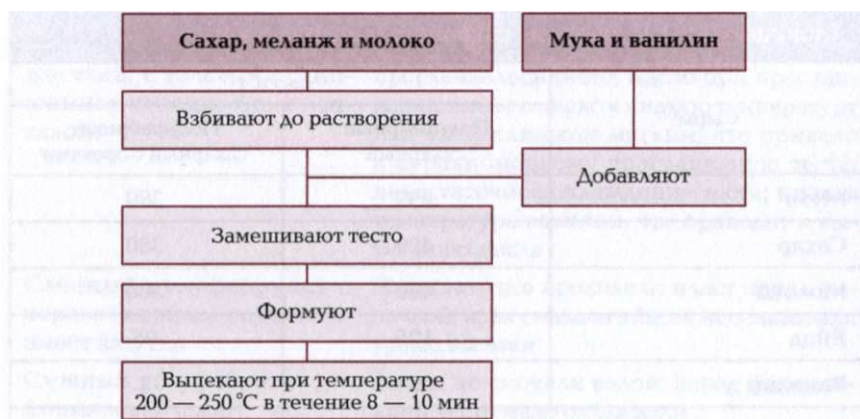 Сахар, меланж и молоко
Мука и ванилин
Взбивают до растворения
Добавляют
Замешивают тесто
Формуют
Выпекают при температуре
200 — 250 °С в течение 8 — 10 мин